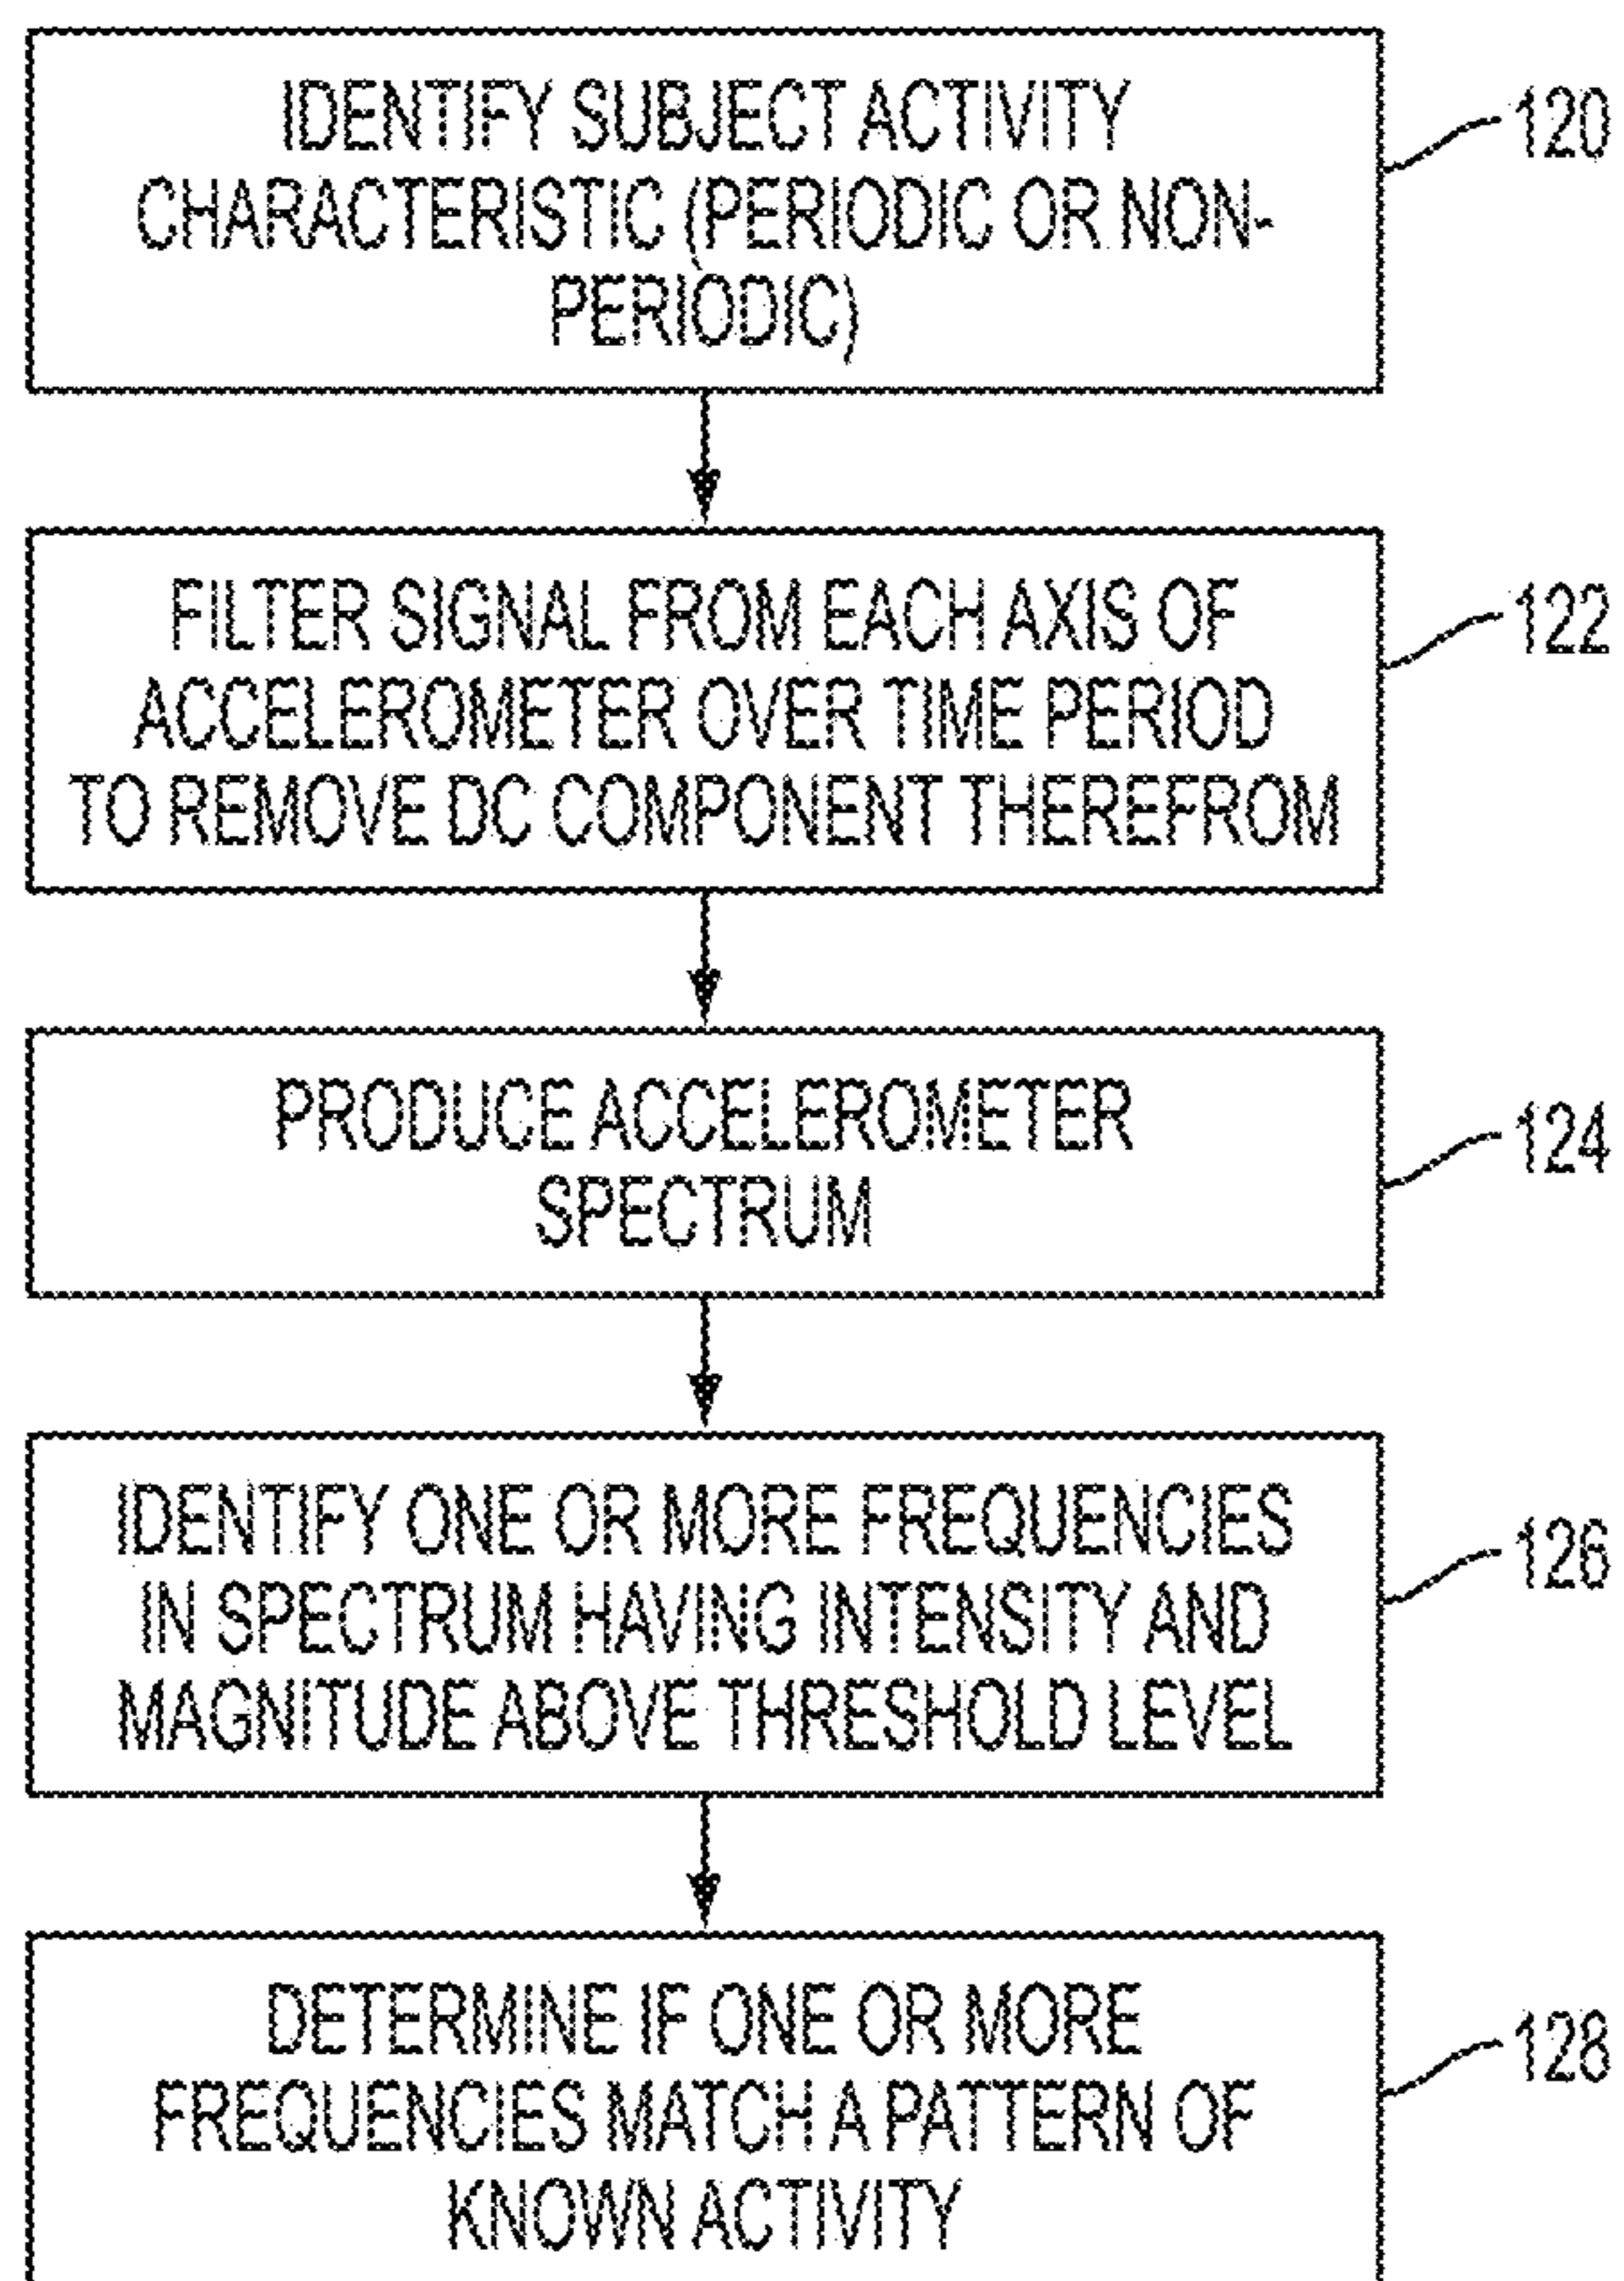 IDENTIFY SUBJECT ACTIVITY
CHARACTERISTIC (PERIODIC OR NON-
PERIODIC)
120
FILTER SIGNAL FROM EACH AXIS OF
ACCELEROMETER OVER TIME PERIOD
TO REMOVE DC COMPONENT THEREFROM
122
PRODUCE ACCELEROMETER
SPECTRUM
124
IDENTIFY ONE OR MORE FREQUENCIES
IN SPECTRUM HAVING INTENSITY AND
MAGNITUDE ABOVE THRESHOLD LEVEL
126
DETERMINE IF ONE OR MORE
FREQUENCIES MATCH A PATTERN OF
KNOWN ACTIVITY
128